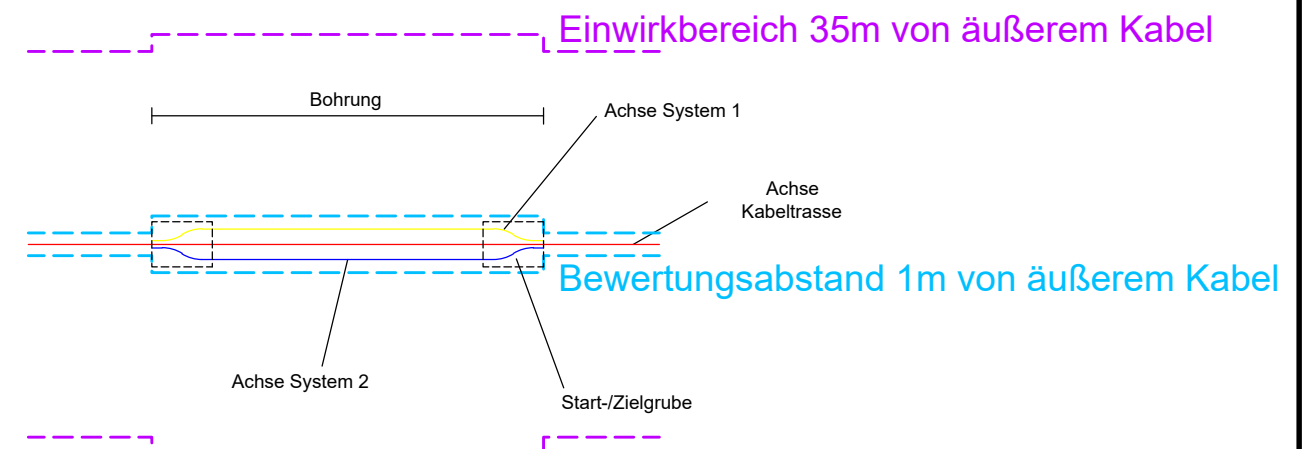 Einwirkbereich 35m von äußerem Kabel
Bohrung
Achse System 1
Achse
Kabeltrasse
Bewertungsabstand 1m von äußerem Kabel
Achse System 2
Start-/Zielgrube